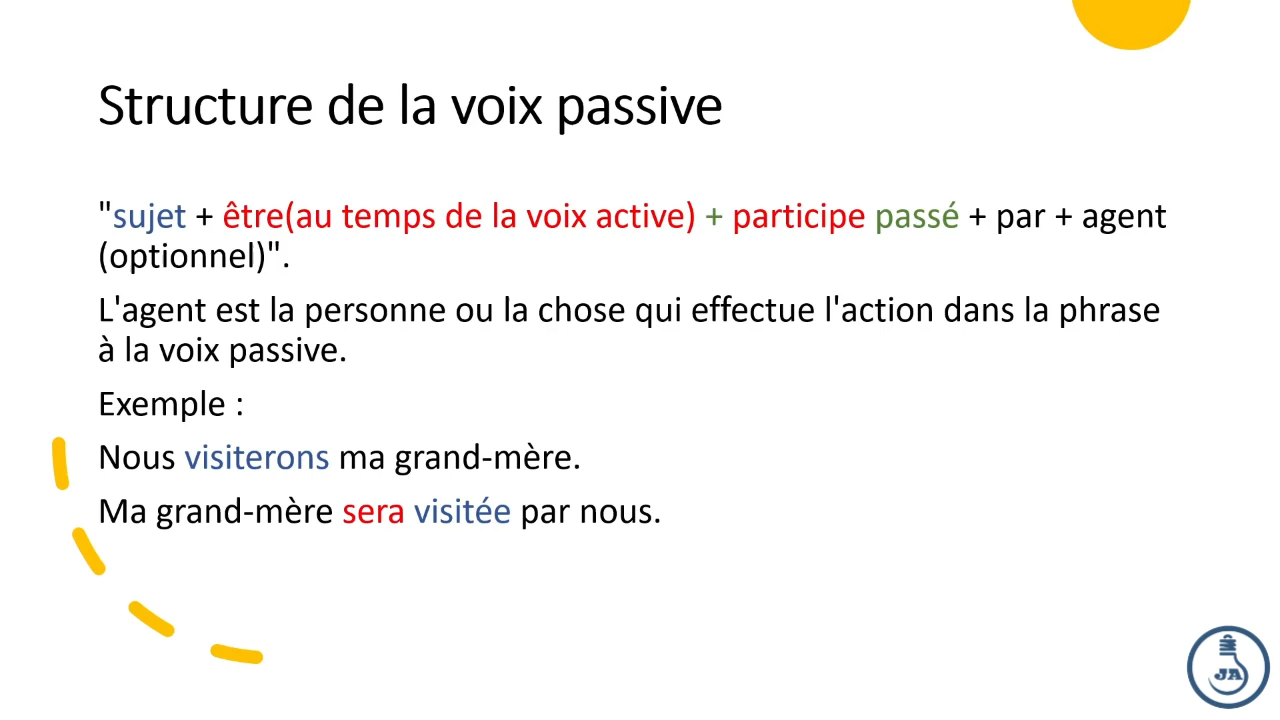 Structure de la voix passive
"sujet + être(au temps de la voix active) + participe passé + par + agent
(optionnel)".
L'agent est la personne ou la chose qui effectue l'action dans la phrase
à la voix passive.
Exemple :
Nous visiterons ma grand-mère.
Ma grand-mère sera visitée par nous.
JA